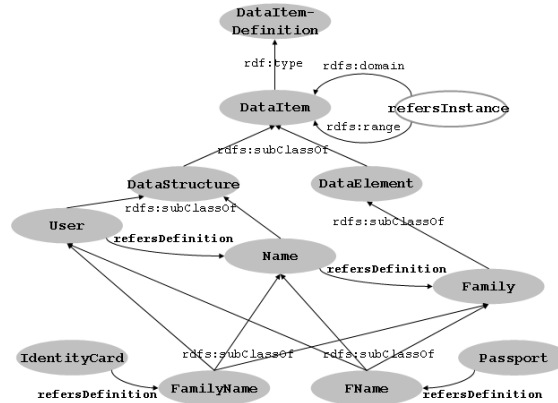 DataItem-
Definition
rdf:type
rdfs:domain
DataItem
refersInstance
rdfs:range
rdfs:subClassOf
DataStructure
DataElement
rdfs:subClassOf
rdfs:subClassOf
User
refersDefinition
Name
refersDefinition
Family
IdentityCard
rdfs:subClassOf
rdfs:subClassOf
Passport
refersDefinition
FamilyName
FName
refersDefinition